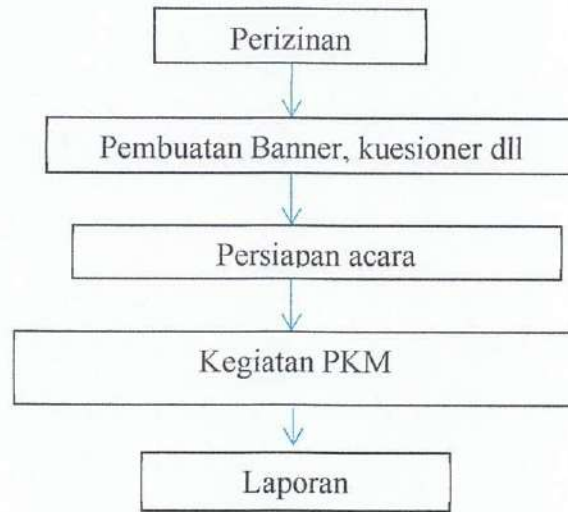 Perizinan
Pembuatan Banner, kuesioner dll
Persiapan acara
Kegiatan PKM
Laporan